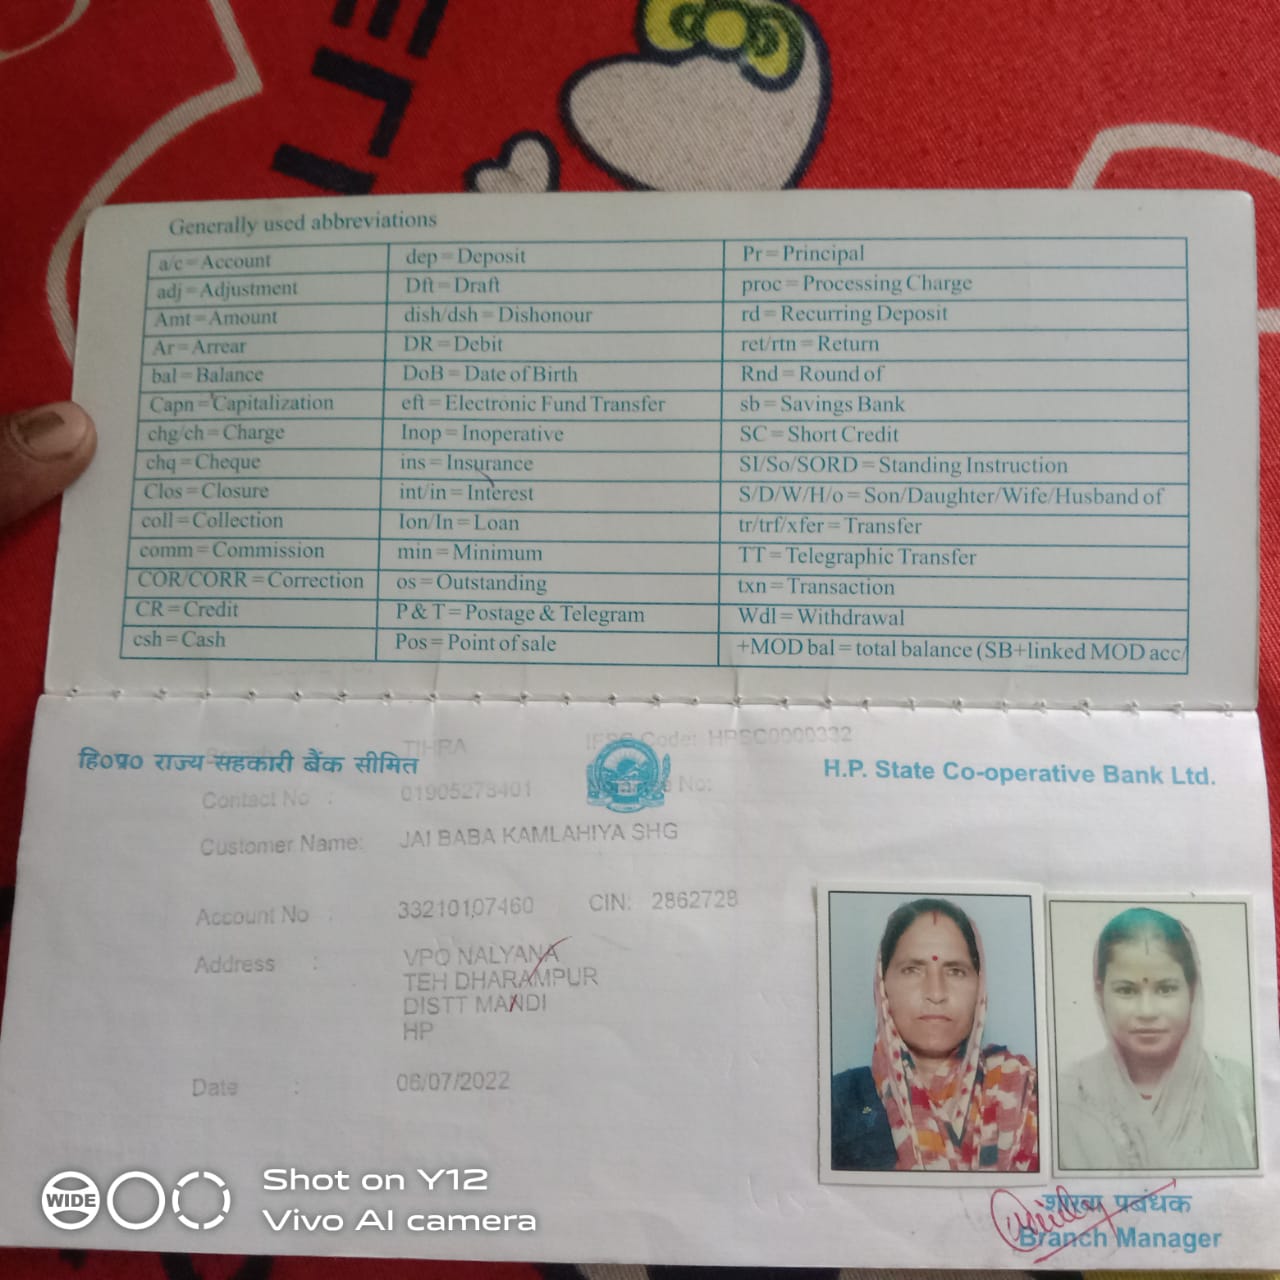 Generally used abbreviations
a/c = Account
adj = Adjustment
Amt = Amount
Ar = Arrear
bal = Balance
Capn = Capitalization
chg/ch = Charge
chq = Cheque
Clos = Closure
coll = Collection
comm = Commission
COR/CORR = Correction
CR = Credit
csh = Cash
dep = Deposit
Dft = Draft
dish/dsh = Dishonour
DR = Debit
DoB = Date of Birth
eft = Electronic Fund Transfer
Inop = Inoperative
ins = Insurance
int/in = Interest
Ion/In = Loan
min = Minimum
os = Outstanding
P & T = Postage & Telegram
Pos = Point of sale
Pr = Principal
proc = Processing Charge
rd = Recurring Deposit
ret/rtn = Return
Rnd = Round of
sb = Savings Bank
SC = Short Credit
SI/So/SORD = Standing Instruction
S/D/W/H/o = Son/Daughter/Wife/Husband of
tr/trf/xfer = Transfer
TT = Telegraphic Transfer
txn = Transaction
Wdl = Withdrawal
+MOD bal = total balance (SB+linked MOD acc/
TIHRA IFSC Code: HPSC0000332
हि०प्र० राज्य सहकारी बैंक सीमित
H.P. State Co-operative Bank Ltd.
Contact No : 01905273401 No:
Customer Name: JAI BABA KAMLAHIYA SHG
Account No : 33210107460 CIN: 2862728
Address : VPO NALYANA
TEH DHARAMPUR
DISTT MANDI
HP
Date : 06/07/2022
शाखा प्रबंधक
Branch Manager
WIDE
Shot on Y12
Vivo AI camera